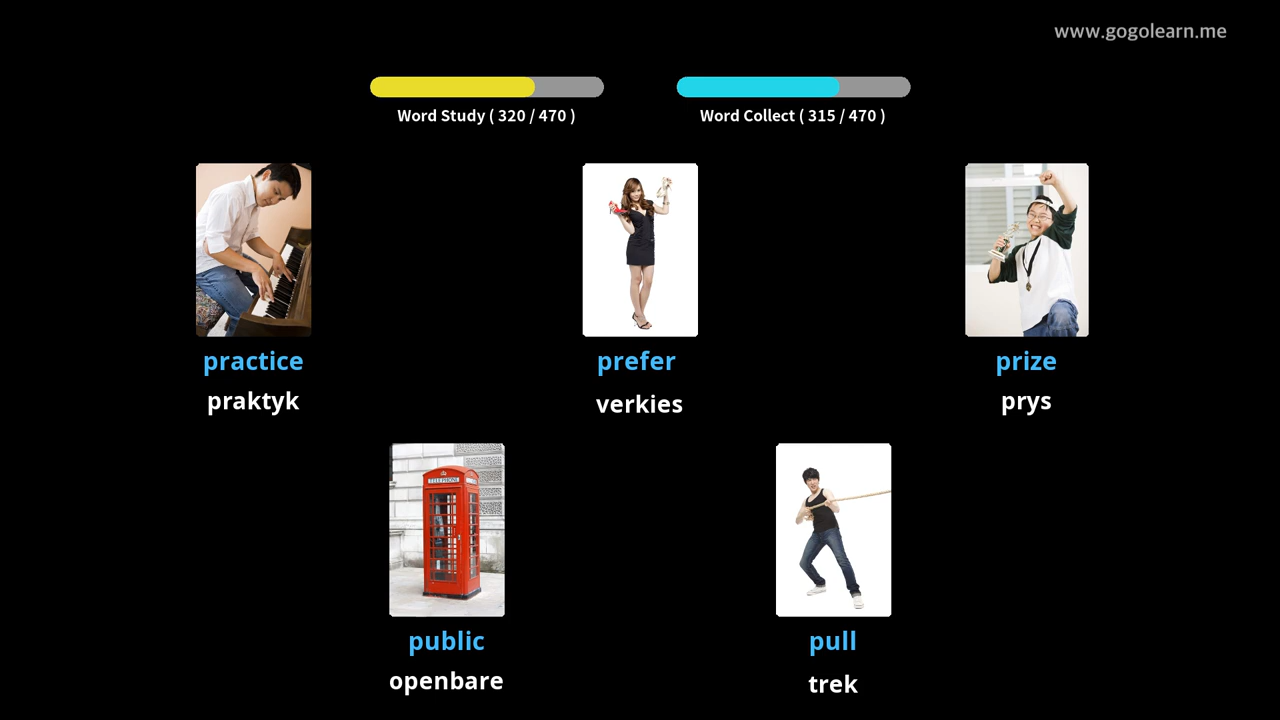 www.gogolearn.me
Word Study ( 320 / 470 )
Word Collect ( 315 / 470 )
practice
praktyk
prefer
verkies
prize
prys
TELEPHONE
public
openbare
pull
trek